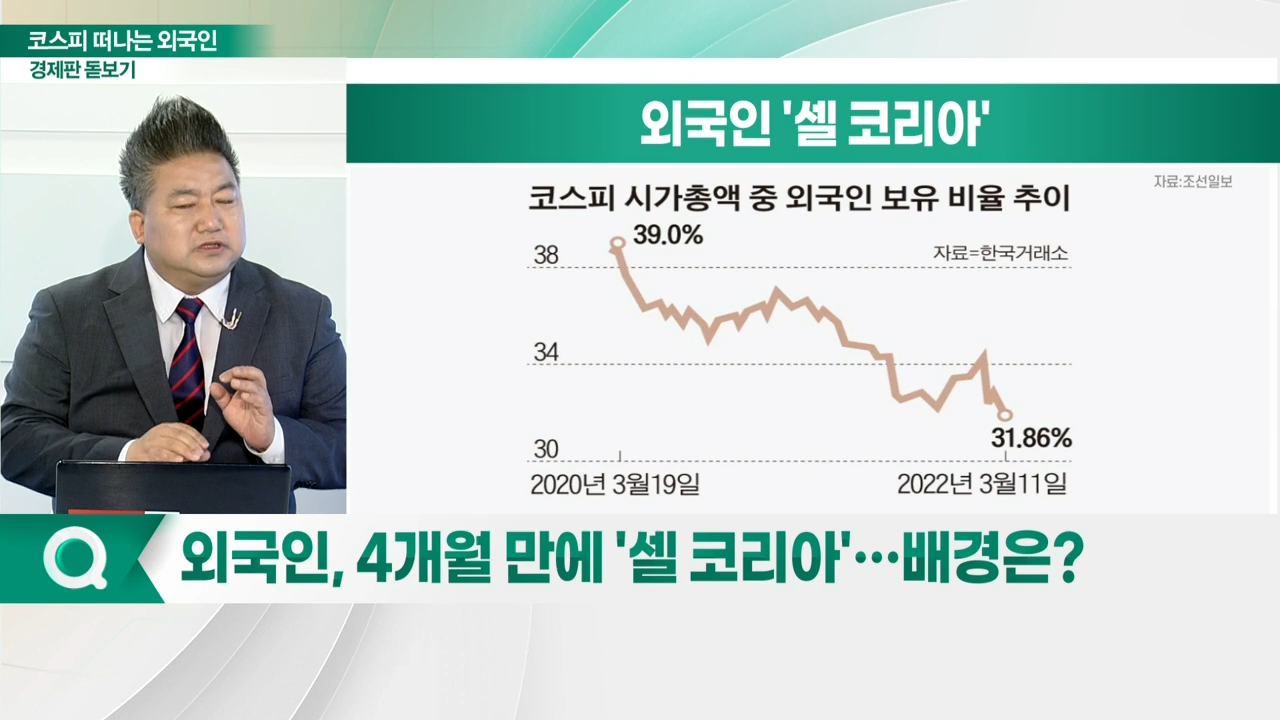 코스피 떠나는 외국인
경제판 돋보기
외국인 '셀 코리아'
자료:조선일보
코스피 시가총액 중 외국인 보유 비율 추이
39.0%
38
자료=한국거래소
34
31.86%
30
2020년 3월19일
2022년 3월11일
Q
외국인, 4개월 만에 '셀 코리아'…배경은?